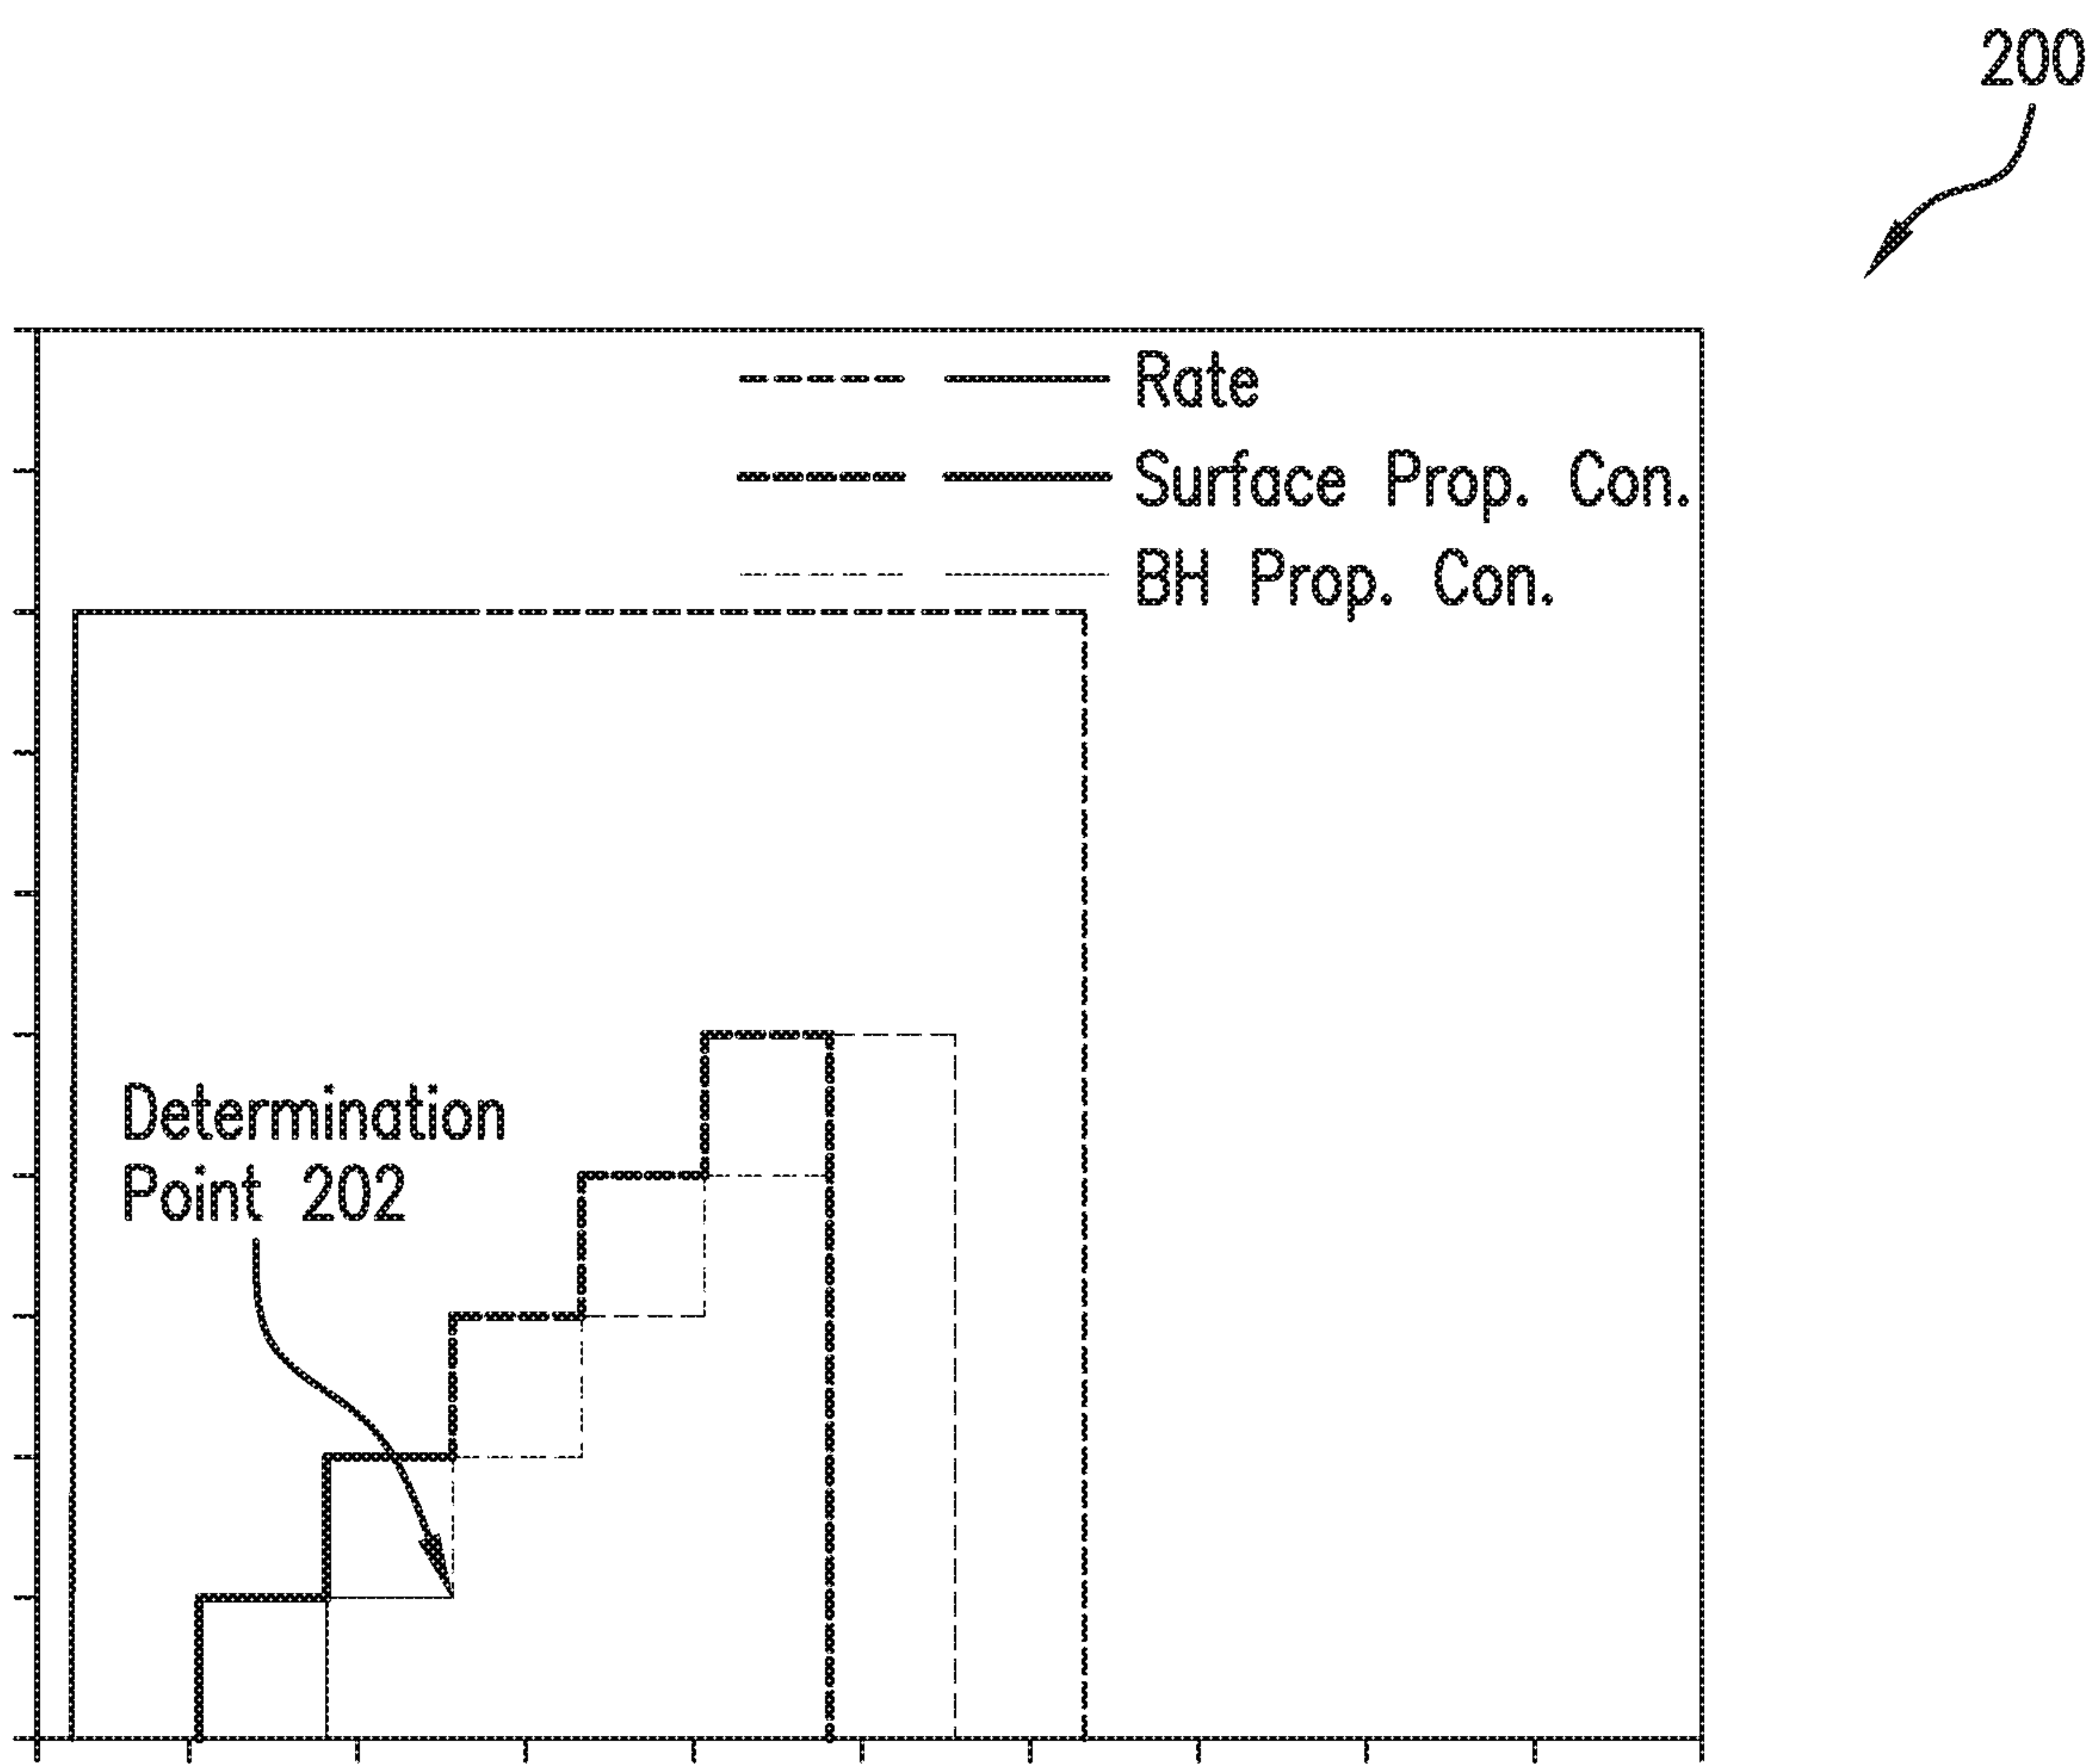 200
Rate
Surface Prop. Con.
BH Prop. Con.
Determination
Point 202